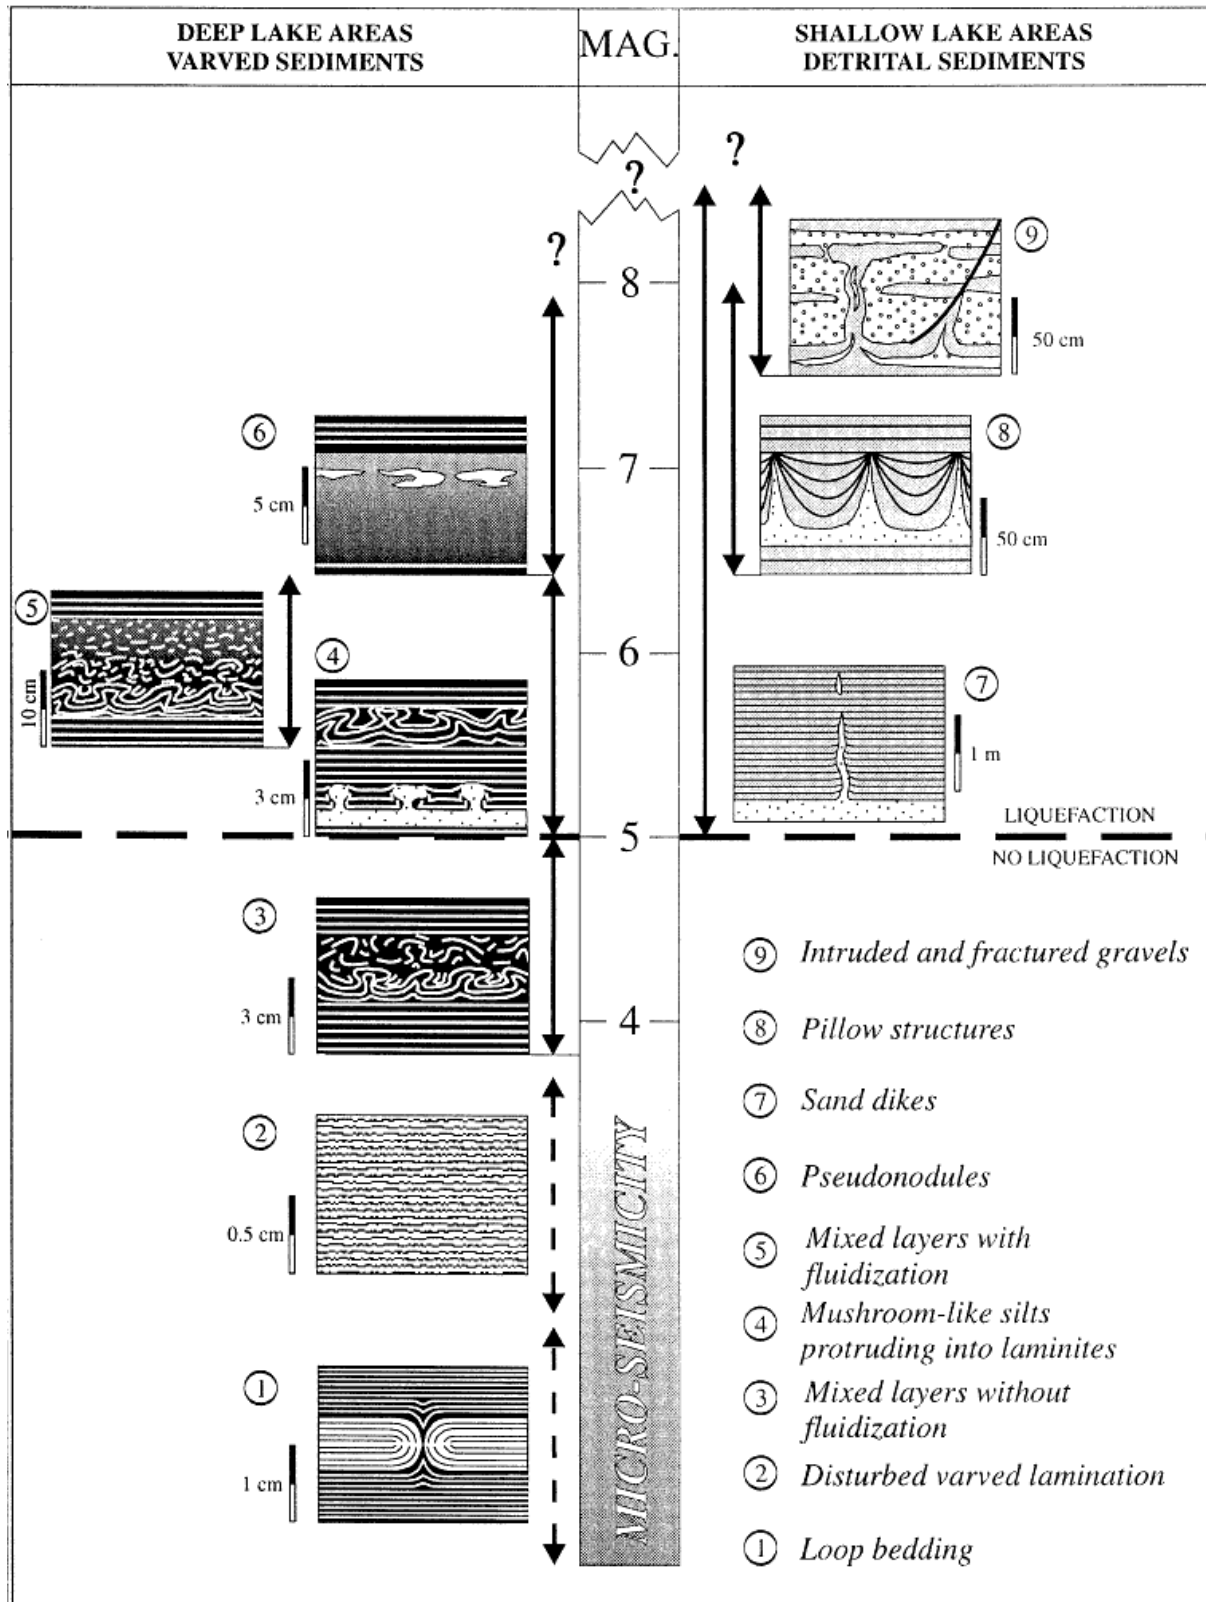 DEEP LAKE AREAS
VARVED SEDIMENTS
MAG.
SHALLOW LAKE AREAS
DETRITAL SEDIMENTS
?
?
?
9
8
50 cm
6
7
8
5 cm
50 cm
5
6
4
7
10 cm
1 m
3 cm
LIQUEFACTION
5
NO LIQUEFACTION
3
3 cm
4
2
0.5 cm
MICRO-SEISMICITY
1
1 cm
9 Intruded and fractured gravels
8 Pillow structures
7 Sand dikes
6 Pseudonodules
5 Mixed layers with
fluidization
4 Mushroom-like silts
protruding into laminites
3 Mixed layers without
fluidization
2 Disturbed varved lamination
1 Loop bedding